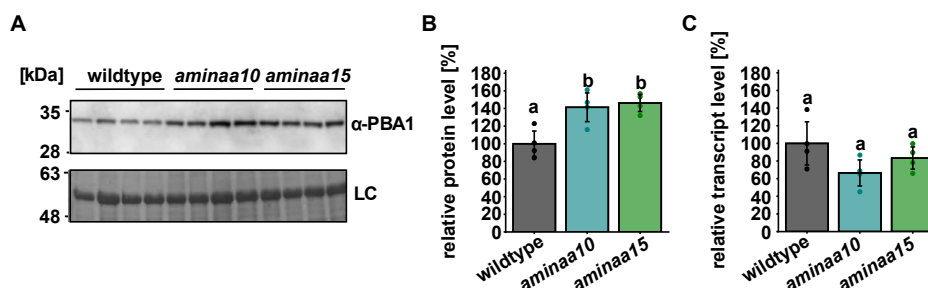 A
[kDa] wildtype aminaa10 aminaa15
35 -
α-PBA1
28 -
63 -
LC
48 -
B
relative protein level [%]
180
160
140
120
100
80
60
40
20
0
a
b
b
wildtype
aminaa10
aminaa15
C
relative transcript level [%]
180
160
140
120
100
80
60
40
20
0
a
a
a
wildtype
aminaa10
aminaa15